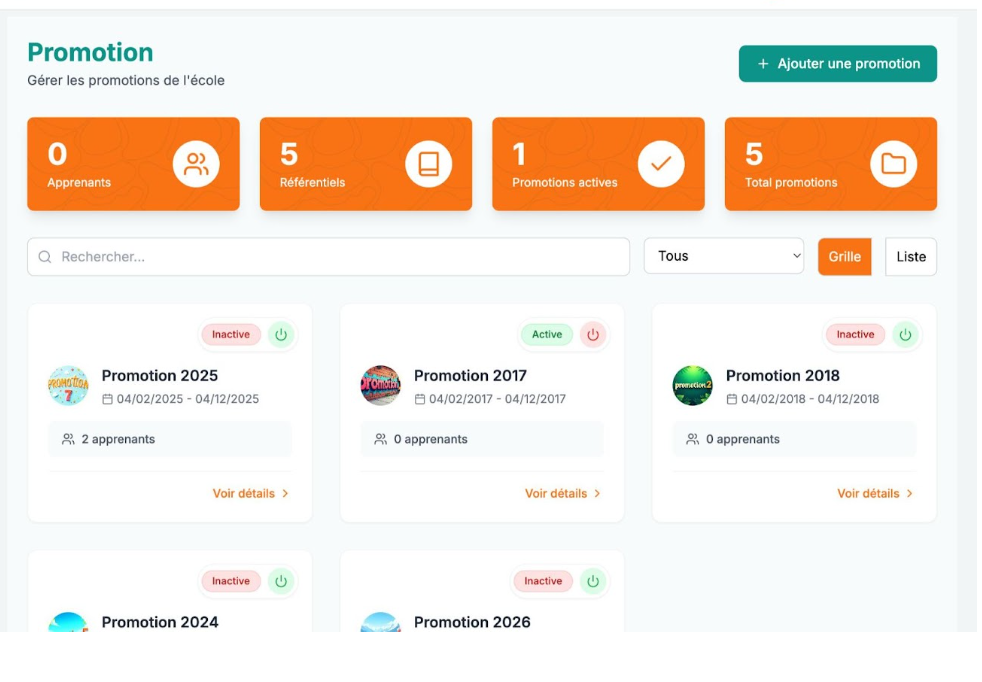 Promotion
Gérer les promotions de l'école
+ Ajouter une promotion
0
Apprenants
5
Référentiels
1
Promotions actives
5
Total promotions
Rechercher...
Tous
Grille
Liste
Inactive
PROMOTION
7
Promotion 2025
04/02/2025 - 04/12/2025
2 apprenants
Voir détails
Active
promotion
Promotion 2017
04/02/2017 - 04/12/2017
0 apprenants
Voir détails
Inactive
promotion.2
Promotion 2018
04/02/2018 - 04/12/2018
0 apprenants
Voir détails
Inactive
Promotion 2024
Inactive
Promotion 2026